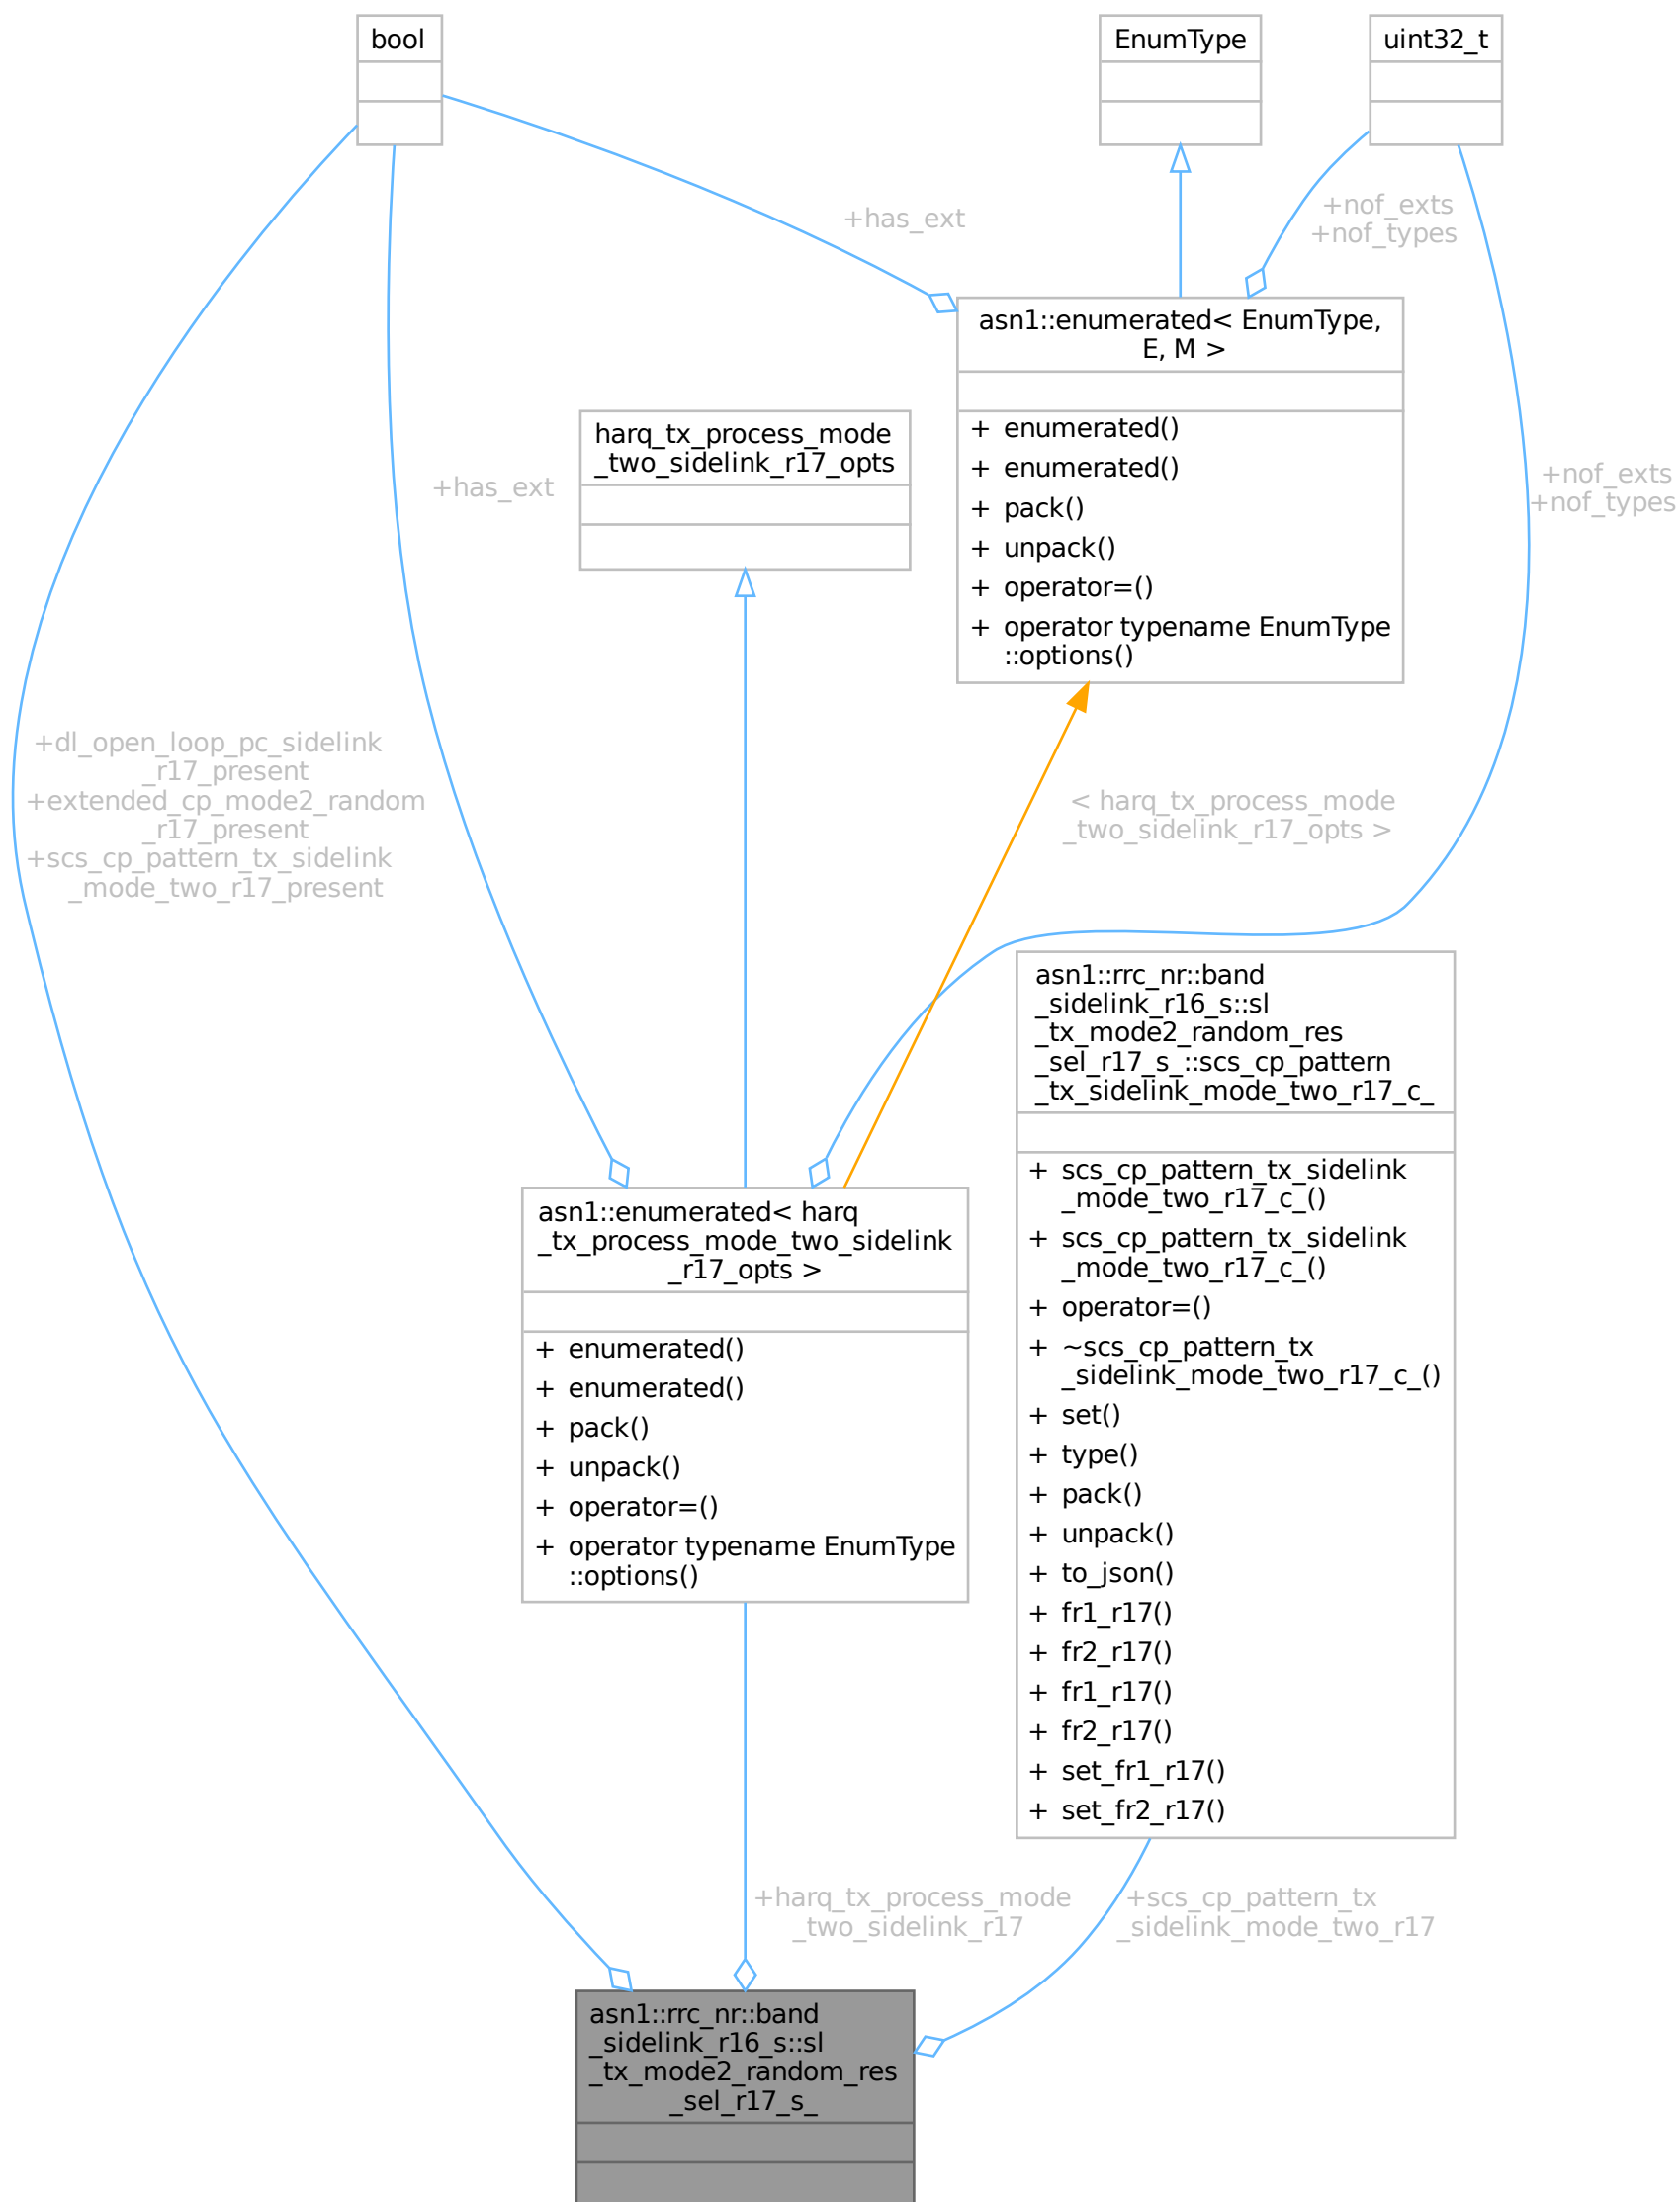 bool
EnumType
uint32_t
+has_ext
+nof_exts
+nof_types
asn1::enumerated< EnumType,
E, M >
+ enumerated()
+ enumerated()
+ pack()
+ unpack()
+ operator=()
+ operator typename EnumType
::options()
harq_tx_process_mode
_two_sidelink_r17_opts
+has_ext
+nof_exts
+nof_types
+dl_open_loop_pc_sidelink
_r17_present
+extended_cp_mode2_random
_r17_present
+scs_cp_pattern_tx_sidelink
_mode_two_r17_present
< harq_tx_process_mode
_two_sidelink_r17_opts >
asn1::rrc_nr::band
_sidelink_r16_s::sl
_tx_mode2_random_res
_sel_r17_s_::scs_cp_pattern
_tx_sidelink_mode_two_r17_c_
+ scs_cp_pattern_tx_sidelink
_mode_two_r17_c_()
+ scs_cp_pattern_tx_sidelink
_mode_two_r17_c_()
+ operator=()
+ ~scs_cp_pattern_tx
_sidelink_mode_two_r17_c_()
+ set()
+ type()
+ pack()
+ unpack()
+ to_json()
+ fr1_r17()
+ fr2_r17()
+ fr1_r17()
+ fr2_r17()
+ set_fr1_r17()
+ set_fr2_r17()
asn1::enumerated< harq
_tx_process_mode_two_sidelink
_r17_opts >
+ enumerated()
+ enumerated()
+ pack()
+ unpack()
+ operator=()
+ operator typename EnumType
::options()
+harq_tx_process_mode
_two_sidelink_r17
+scs_cp_pattern_tx
_sidelink_mode_two_r17
asn1::rrc_nr::band
_sidelink_r16_s::sl
_tx_mode2_random_res
_sel_r17_s_